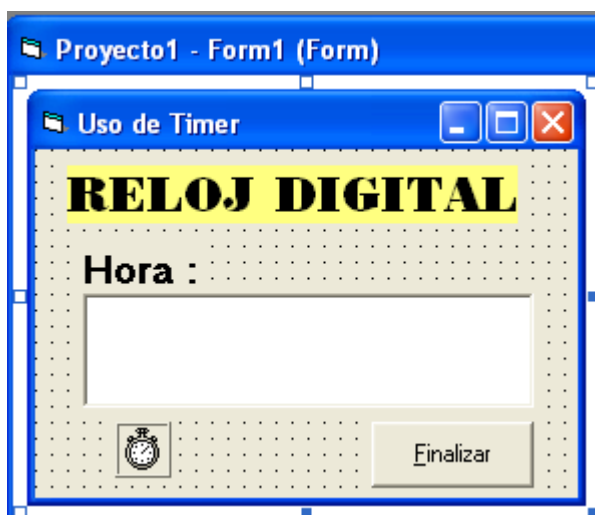 Proyecto1 - Form1 (Form)
Uso de Timer
RELOJ DIGITAL
Hora :
Finalizar